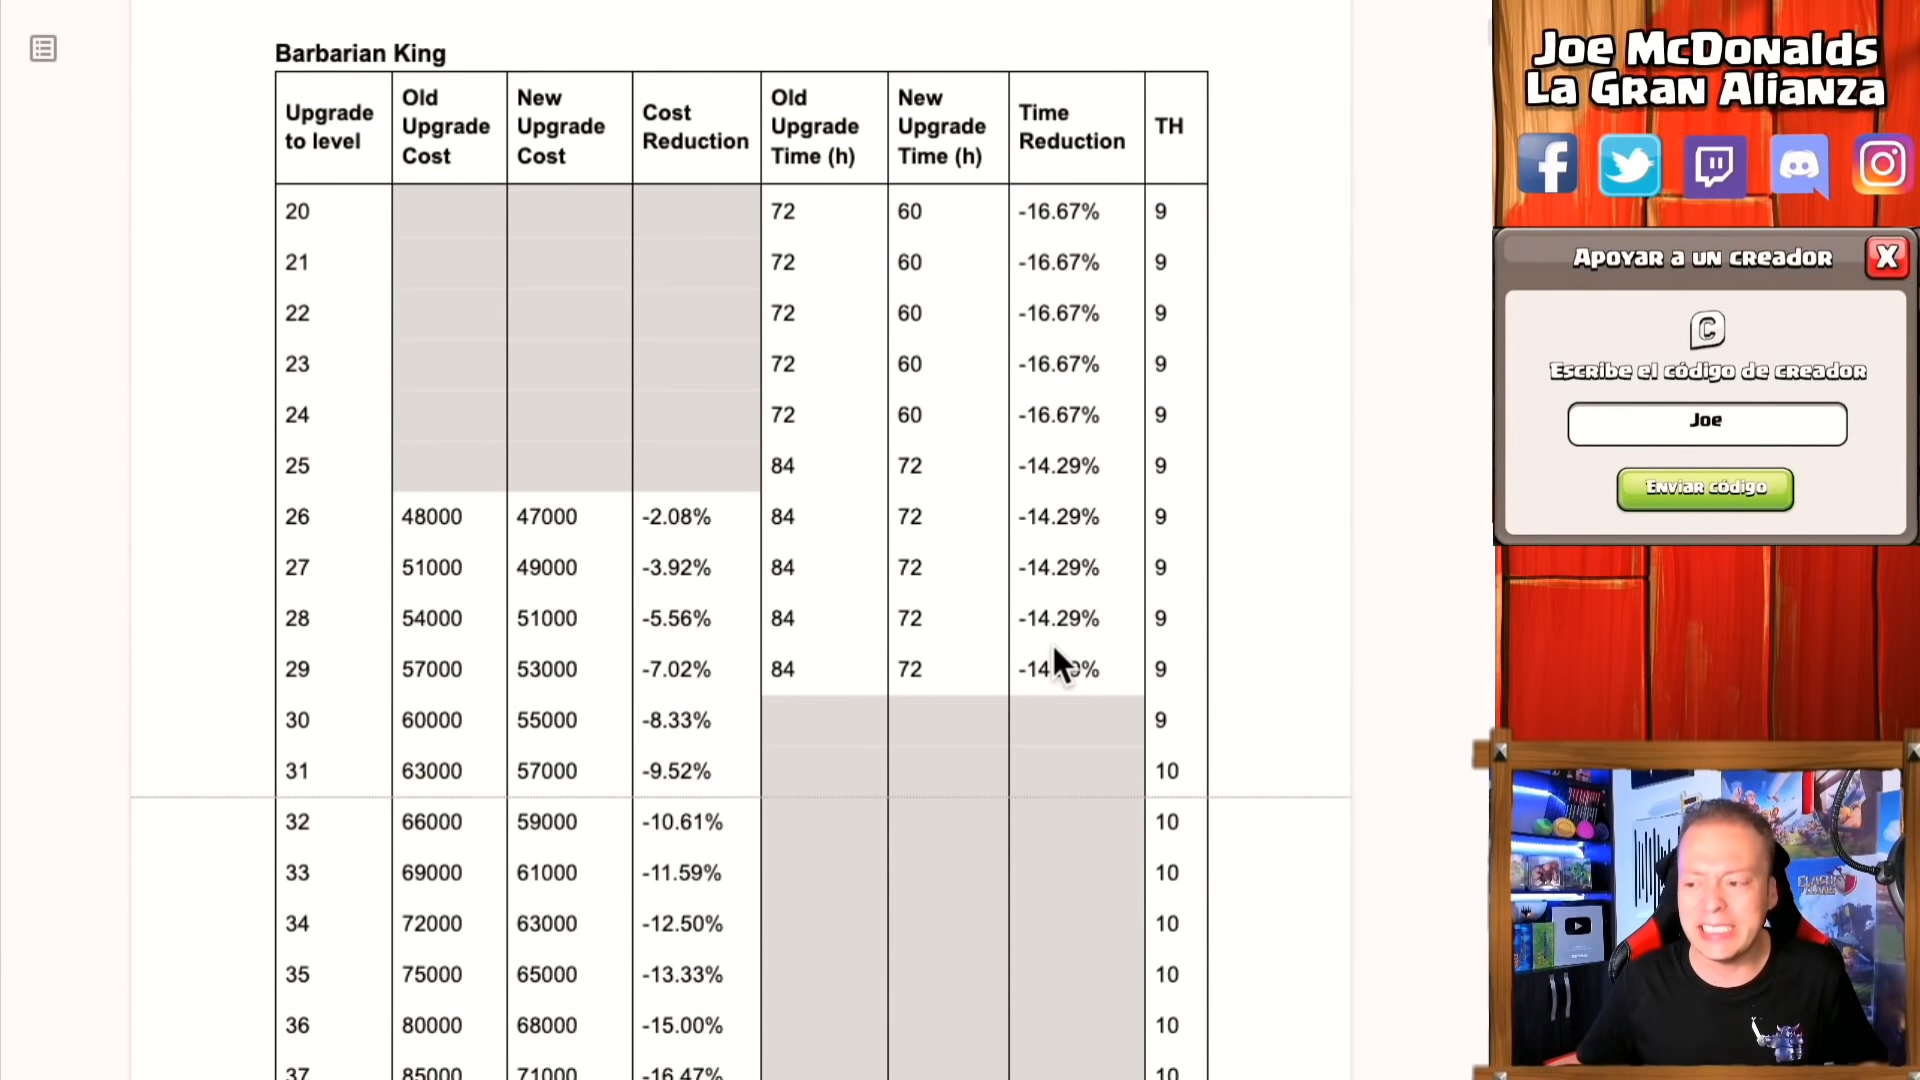 Barbarian King
Upgrade to level | Old Upgrade Cost | New Upgrade Cost | Cost Reduction | Old Upgrade Time (h) | New Upgrade Time (h) | Time Reduction | TH
20 72 60 -16.67% 9
21 72 60 -16.67% 9
22 72 60 -16.67% 9
23 72 60 -16.67% 9
24 72 60 -16.67% 9
25 84 72 -14.29% 9
26 48000 47000 -2.08% 84 72 -14.29% 9
27 51000 49000 -3.92% 84 72 -14.29% 9
28 54000 51000 -5.56% 84 72 -14.29% 9
29 57000 53000 -7.02% 84 72 9
30 60000 55000 -8.33% 9
31 63000 57000 -9.52% 10
32 66000 59000 -10.61% 10
33 69000 61000 -11.59% 10
34 72000 63000 -12.50% 10
35 75000 65000 -13.33% 10
36 80000 68000 -15.00% 10
37 85000 71000 -16.47% 10
Joe McDonalds
La Gran Alianza
Apoyar a un creador
X
C
Escribe el código de creador
Joe
Enviar código